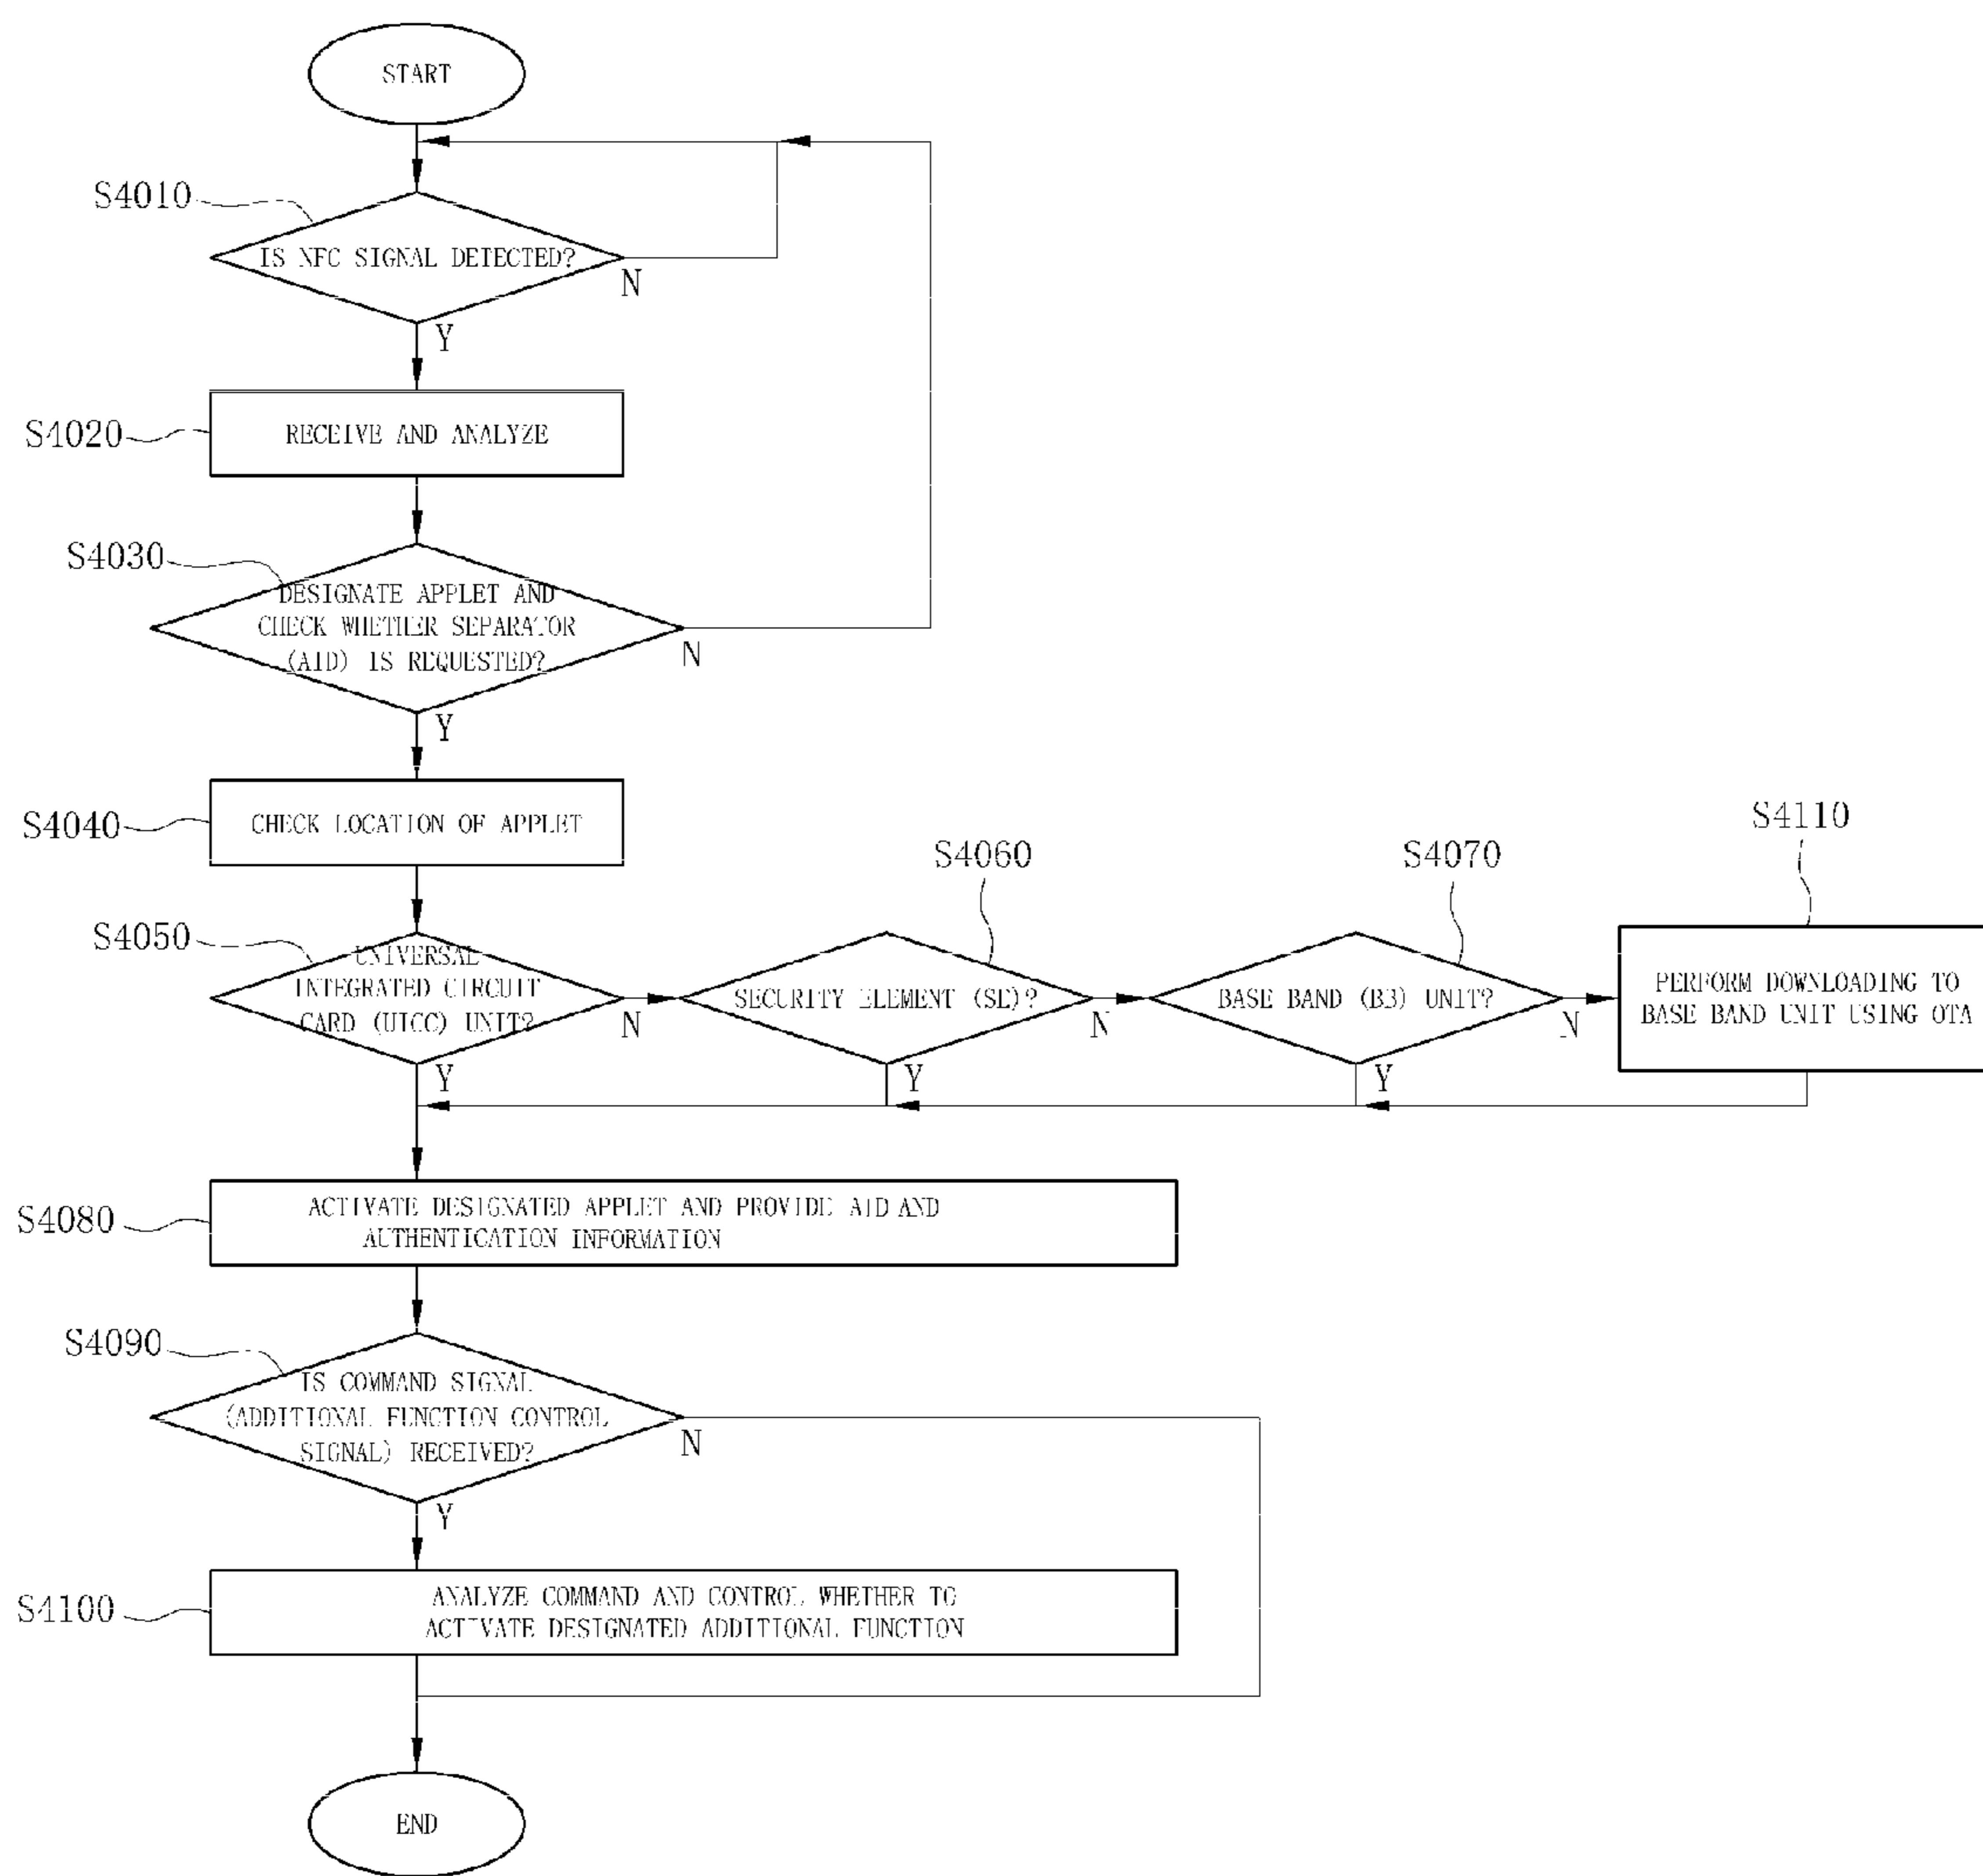 START
S4010
IS NFC SIGNAL DETECTED?
N
Y
S4020
RECEIVE AND ANALYZE
S4030
DESIGNATE APPLET AND
CHECK WHETHER SEPARATOR
(AID) IS REQUESTED?
N
Y
S4040
CHECK LOCATION OF APPLET
S4050
UNIVERSAL
INTEGRATED CIRCUIT
CARD (UICC) UNIT?
N
Y
S4060
SECURITY ELEMENT (SE)?
N
Y
S4070
BASE BAND (BB) UNIT?
N
Y
S4110
PERFORM DOWNLOADING TO
BASE BAND UNIT USING OTA
S4080
ACTIVATE DESIGNATED APPLET AND PROVIDE AID AND
AUTHENTICATION INFORMATION
S4090
IS COMMAND SIGNAL
(ADDITIONAL FUNCTION CONTROL
SIGNAL) RECEIVED?
N
Y
S4100
ANALYZE COMMAND AND CONTROL WHETHER TO
ACTIVATE DESIGNATED ADDITIONAL FUNCTION
END